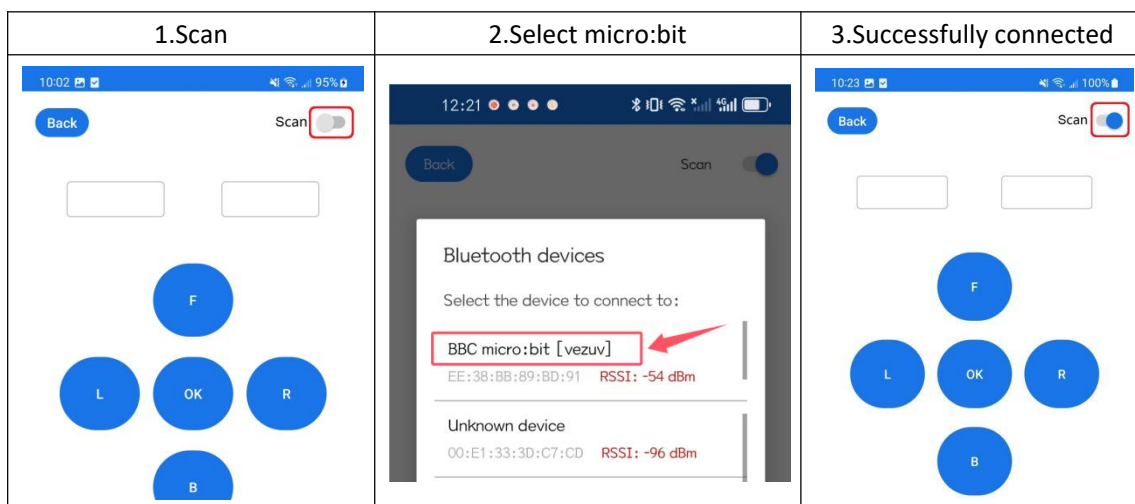 1.Scan
2.Select micro:bit
3.Successfully connected
10:02 95%
Back Scan
F
L OK R
B
12:21 4G
Back Scan
Bluetooth devices
Select the device to connect to:
BBC micro:bit [vezuv]
EE:38:BB:89:BD:91 RSSI: -54 dBm
Unknown device
00:E1:33:3D:C7:CD RSSI: -96 dBm
10:23 100%
Back Scan
F
L OK R
B